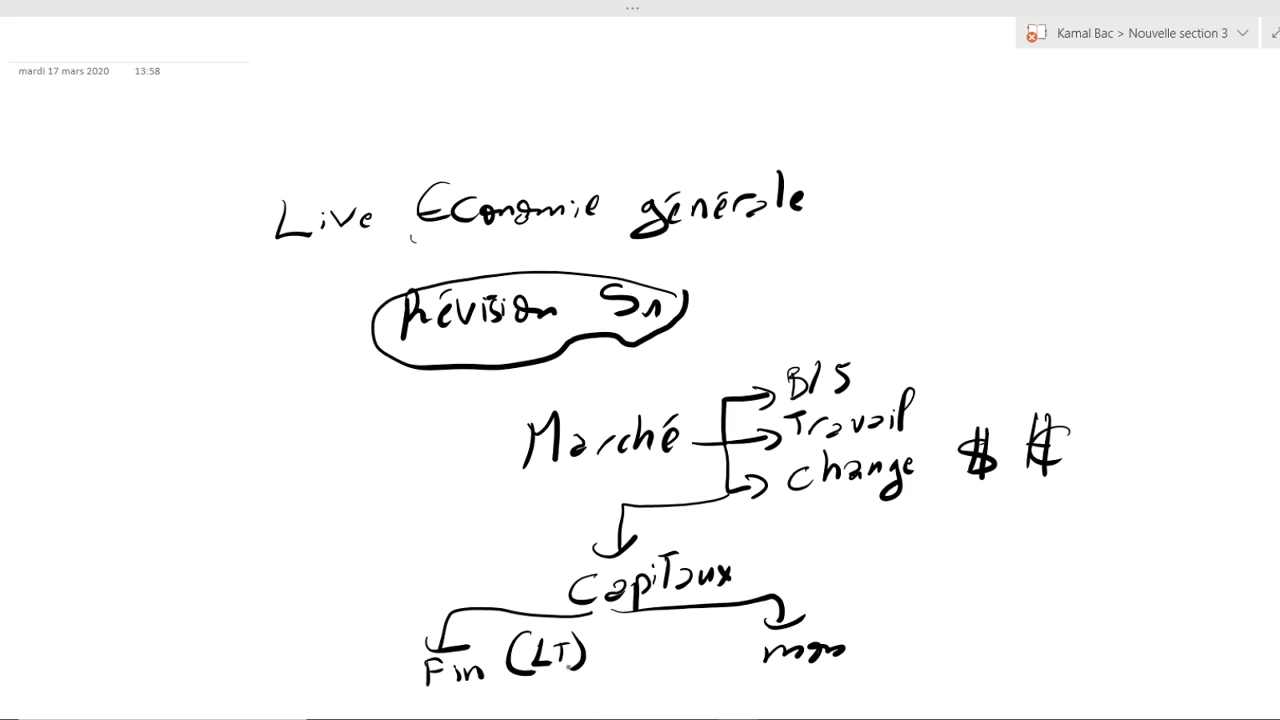 Kamal Bac > Nouvelle section 3
mardi 17 mars 2020 13:58
Live Economie générale
Révision S1
B/S
Marché Travail
Change $ €
Capitaux
Fin (LT) mon